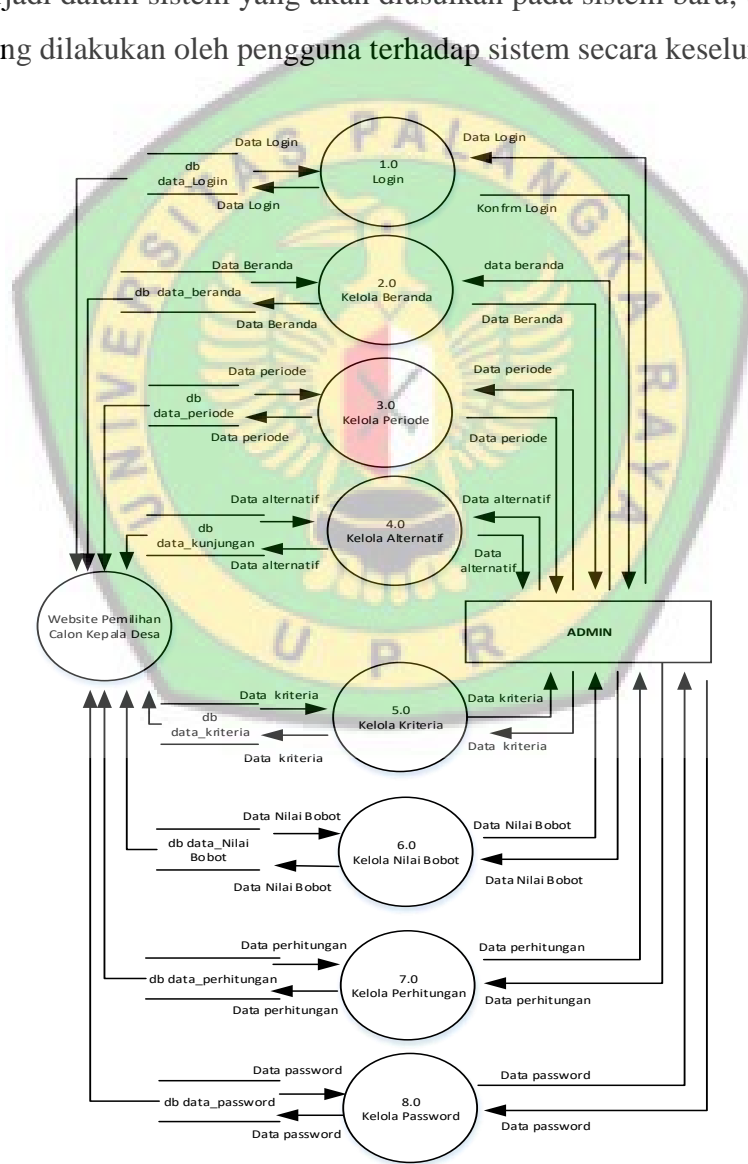 jadi dalam sistem yang akan diusulkan pada sistem baru,
ng dilakukan oleh pengguna terhadap sistem secara kesel
UNIVERSITAS PALANGKA RAYA
UPR
Data Login
db
data_Logiin
Data Login
1.0
Login
Data Login
Konfrm Login
Data Beranda
db data_beranda
Data Beranda
2.0
Kelola Beranda
data beranda
Data Beranda
Data periode
db
data_periode
Data periode
3.0
Kelola Periode
Data periode
Data periode
Data alternatif
db
data_kunjungan
Data alternatif
4.0
Kelola Alternatif
Data alternatif
Data
alternatif
Website Pemilihan
Calon Kepala Desa
ADMIN
Data kriteria
db
data_kriteria
Data kriteria
5.0
Kelola Kriteria
Data kriteria
Data kriteria
Data Nilai Bobot
db data_Nilai
Bobot
Data Nilai Bobot
6.0
Kelola Nilai Bobot
Data Nilai Bobot
Data Nilai Bobot
Data perhitungan
db data_perhitungan
Data perhitungan
7.0
Kelola Perhitungan
Data perhitungan
Data perhitungan
Data password
db data_password
Data password
8.0
Kelola Password
Data password
Data password